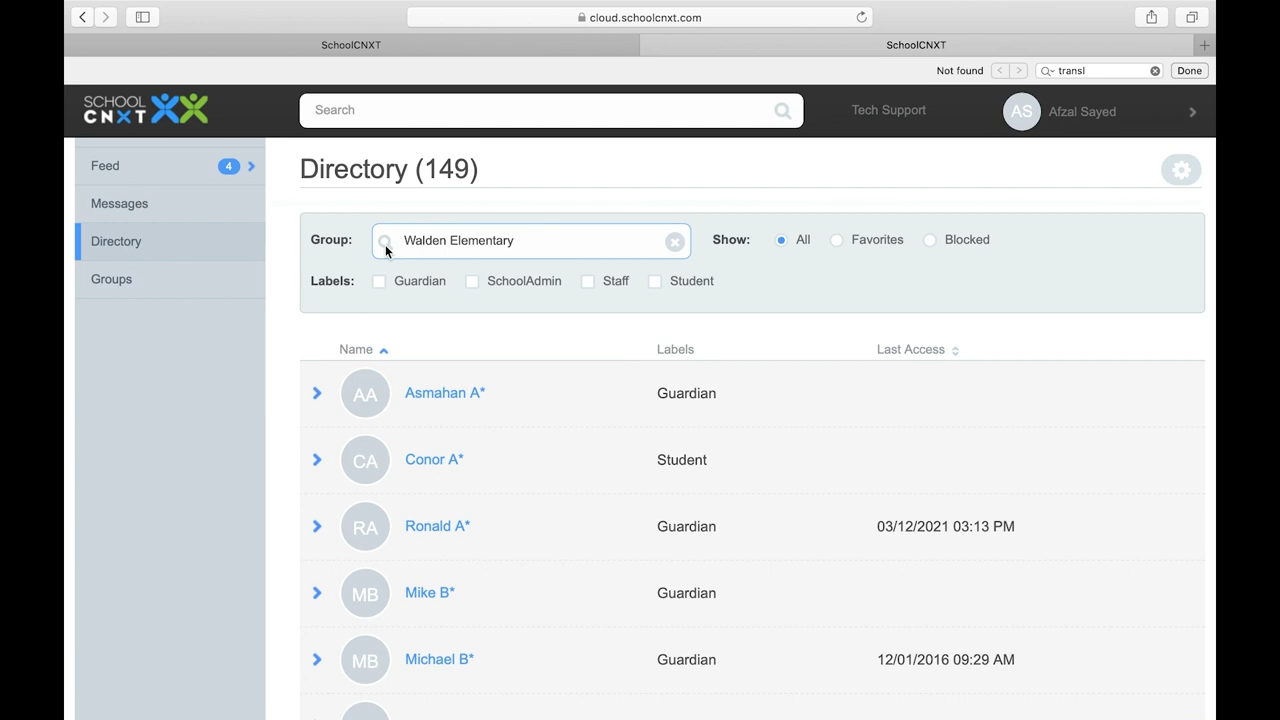 cloud.schoolcnxt.com
SchoolCNXT
SchoolCNXT
Not found
transl
Done
SCHOOL
CNXT
Search
Tech Support
AS
Afzal Sayed
Feed
4
Messages
Directory
Groups
Directory (149)
Group:
Walden Elementary
Show:
All
Favorites
Blocked
Labels:
Guardian
SchoolAdmin
Staff
Student
Name
Labels
Last Access
AA
Asmahan A*
Guardian
CA
Conor A*
Student
RA
Ronald A*
Guardian
03/12/2021 03:13 PM
MB
Mike B*
Guardian
MB
Michael B*
Guardian
12/01/2016 09:29 AM